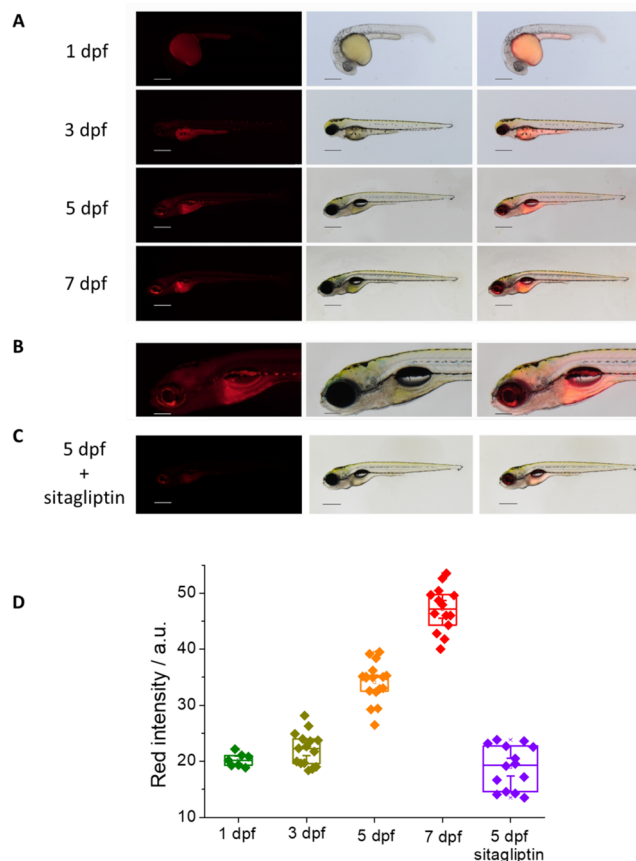 A
1 dpf
3 dpf
5 dpf
7 dpf
B
C
5 dpf
+
sitagliptin
D
Red intensity / a.u.
50
40
30
20
10
1 dpf
3 dpf
5 dpf
7 dpf
5 dpf
sitagliptin